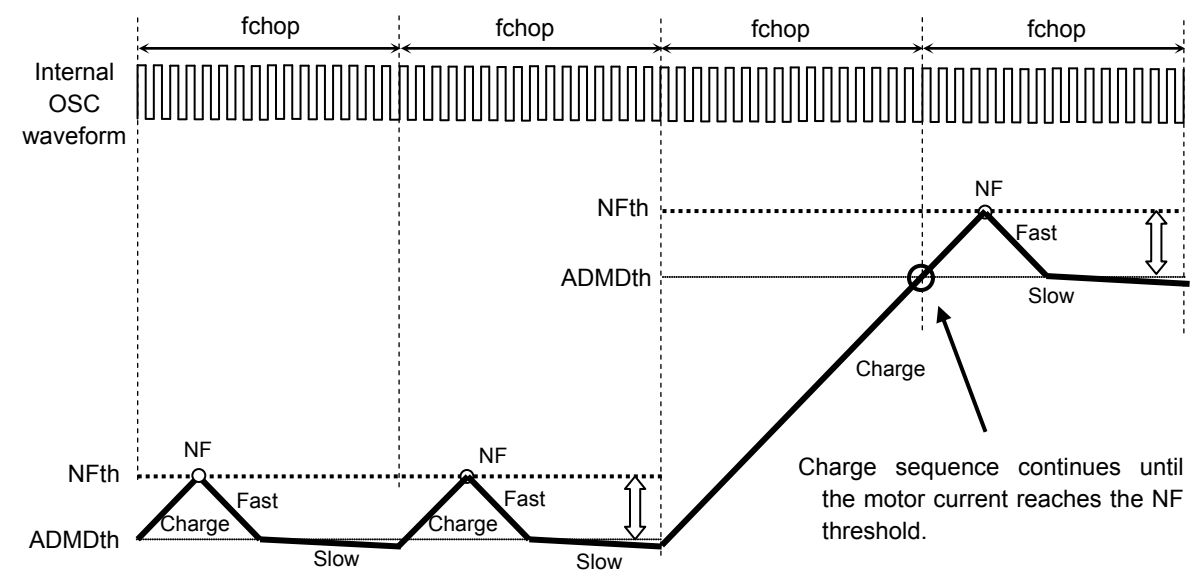 fchop fchop fchop fchop
Internal
OSC
waveform
NF
NFth
Fast
ADMDth
Slow
Charge
NF NF
NFth
Fast Fast
Charge Charge
ADMDth
Slow Slow
Charge sequence continues until
the motor current reaches the NF
threshold.